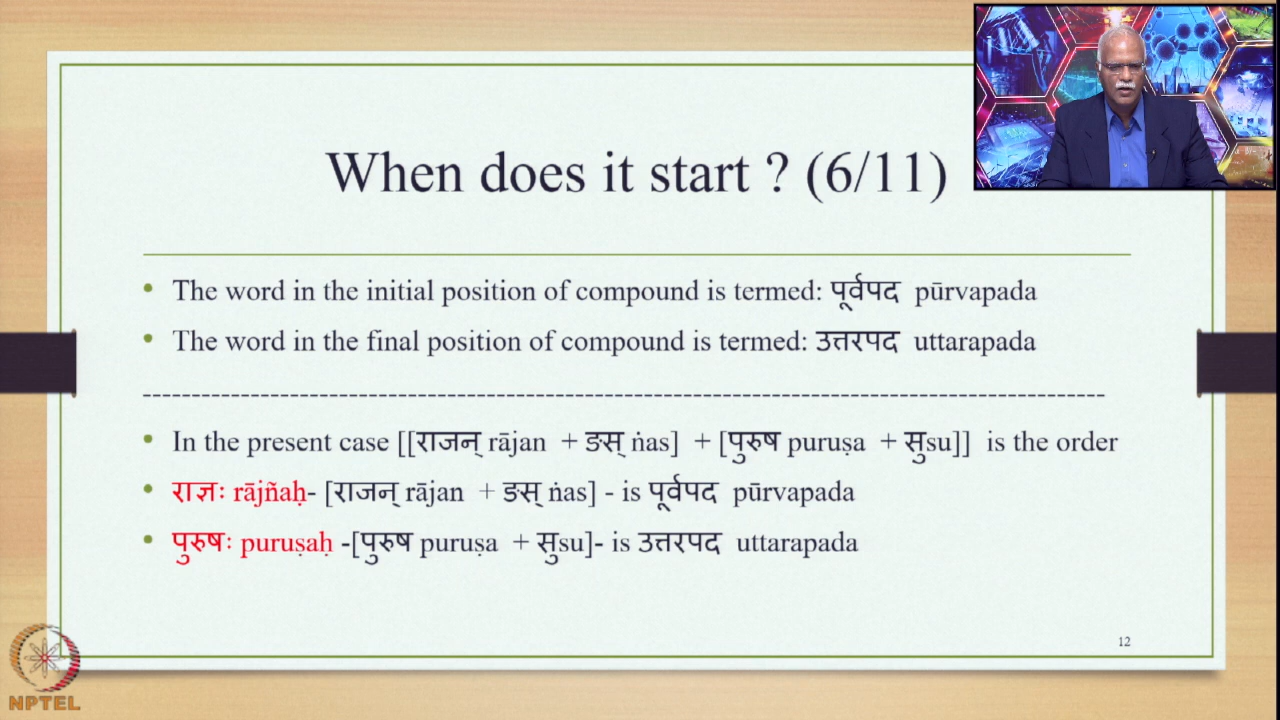 When does it start ? (6/11)
• The word in the initial position of compound is termed: पूर्वपद pūrvapada
• The word in the final position of compound is termed: उत्तरपद uttarapada
--------------------------------------------------------------------------------------------------
• In the present case [[राजन् rājan + ङस् ṅas] + [पुरुष puruṣa + सुsu]] is the order
• राज्ञः rājñaḥ- [राजन् rājan + ङस् ṅas] - is पूर्वपद pūrvapada
• पुरुषः puruṣaḥ -[पुरुष puruṣa + सुsu]- is उत्तरपद uttarapada
12
NPTEL